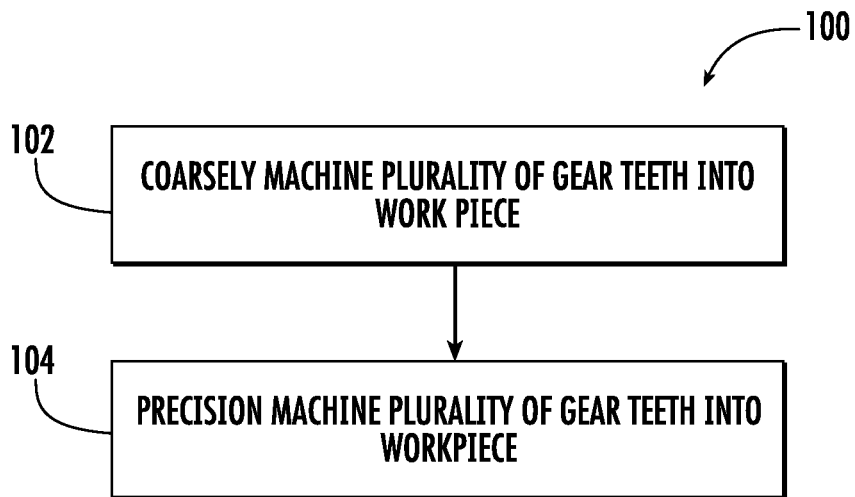 100
102
COARSELY MACHINE PLURALITY OF GEAR TEETH INTO
WORK PIECE
104
PRECISION MACHINE PLURALITY OF GEAR TEETH INTO
WORKPIECE